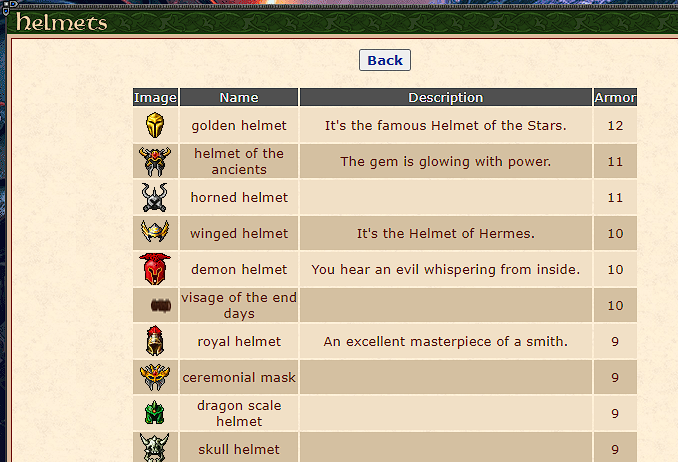 Helmets
Back
Image Name Description Armor
golden helmet It's the famous Helmet of the Stars. 12
helmet of the
ancients The gem is glowing with power. 11
horned helmet 11
winged helmet It's the Helmet of Hermes. 10
demon helmet You hear an evil whispering from inside. 10
visage of the end
days 10
royal helmet An excellent masterpiece of a smith. 9
ceremonial mask 9
dragon scale
helmet 9
skull helmet 9